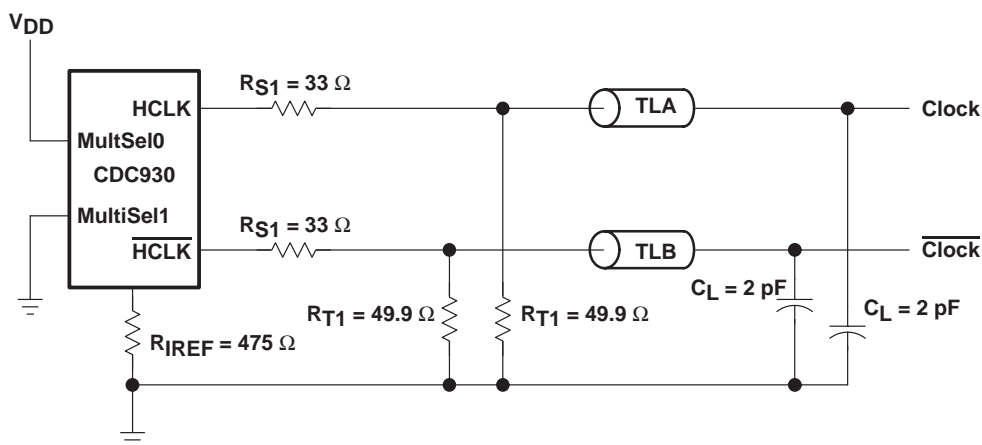 VDD
RS1 = 33 Ω
HCLK
TLA
Clock
MultSel0
CDC930
MultiSel1
RS1 = 33 Ω
HCLK
TLB
Clock
CL = 2 pF
RT1 = 49.9 Ω
RT1 = 49.9 Ω
CL = 2 pF
RIREF = 475 Ω